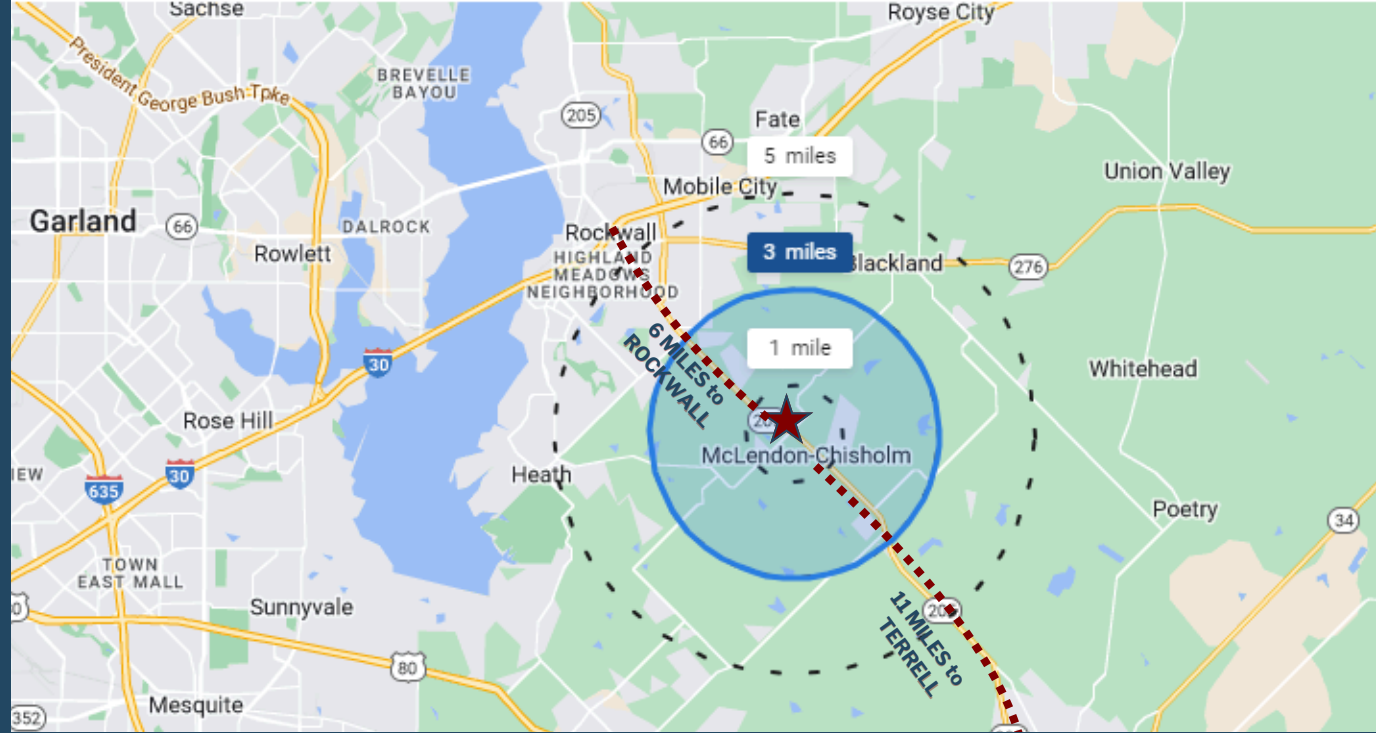 Sachse
Royse City
President George Bush Tpke
BREVELLE
BAYOU
205
Fate
66
5 miles
Union Valley
Mobile City
Garland
66
DALROCK
Rockwall
Rowlett
3 miles
Blackland
276
HIGHLAND
MEADOWS
NEIGHBORHOOD
6 MILES to
ROCKWALL
1 mile
30
Whitehead
Rose Hill
McLendon-Chisholm
IEW
30
635
Heath
Poetry
34
TOWN
EAST MALL
Sunnyvale
11 MILES to
TERRELL
80
Mesquite
352